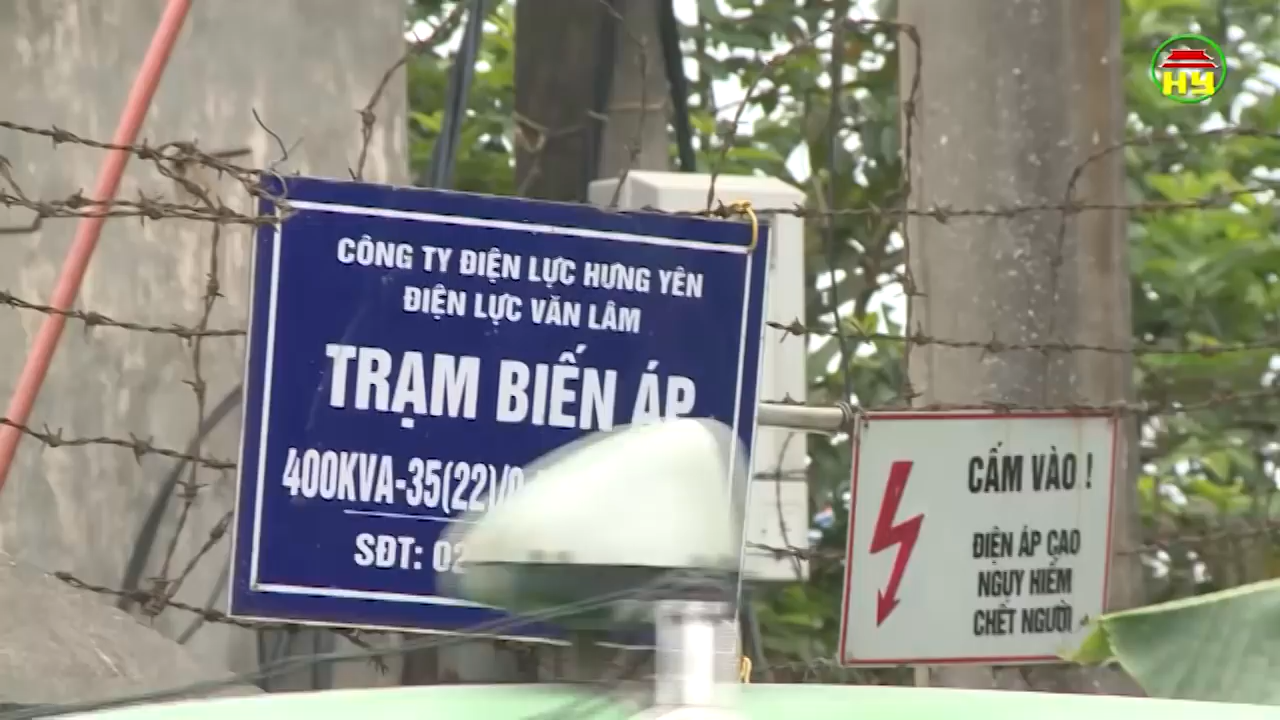 HY
CÔNG TY ĐIỆN LỰC HƯNG YÊN
ĐIỆN LỰC VĂN LÂM
TRẠM BIẾN ÁP
400KVA-35(22)/0
SĐT: 02
CẤM VÀO !
ĐIỆN ÁP CAO
NGUY HIỂM
CHẾT NGƯỜI